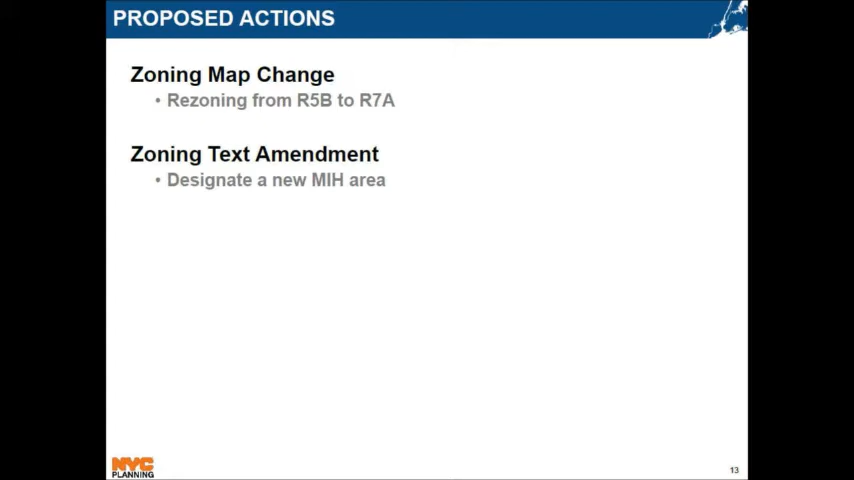 PROPOSED ACTIONS
Zoning Map Change
• Rezoning from R5B to R7A
Zoning Text Amendment
• Designate a new MIH area
NYC
PLANNING
13